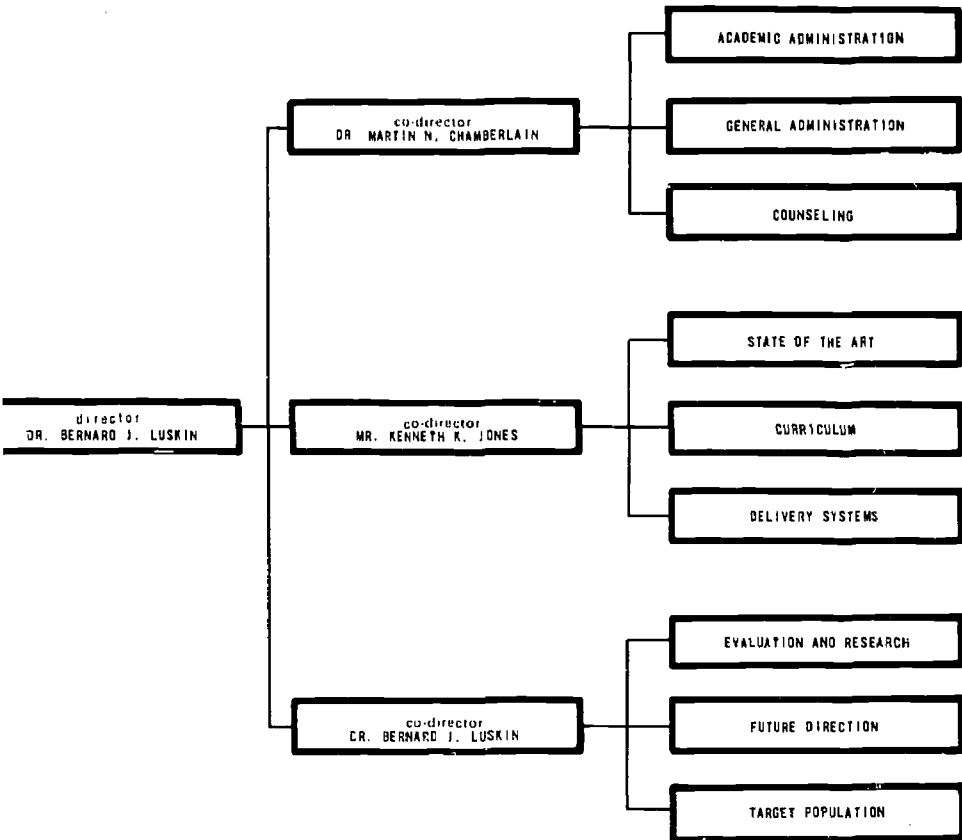 ACADEMIC ADMINISTRATION
co-director
DR MARTIN N. CHAMBERLAIN
GENERAL ADMINISTRATION
COUNSELING
STATE OF THE ART
director
DR. BERNARD J. LUSKIN
co-director
MR. KENNETH K. JONES
CURRICULUM
DELIVERY SYSTEMS
EVALUATION AND RESEARCH
co-director
DR. BERNARD J. LUSKIN
FUTURE DIRECTION
TARGET POPULATION